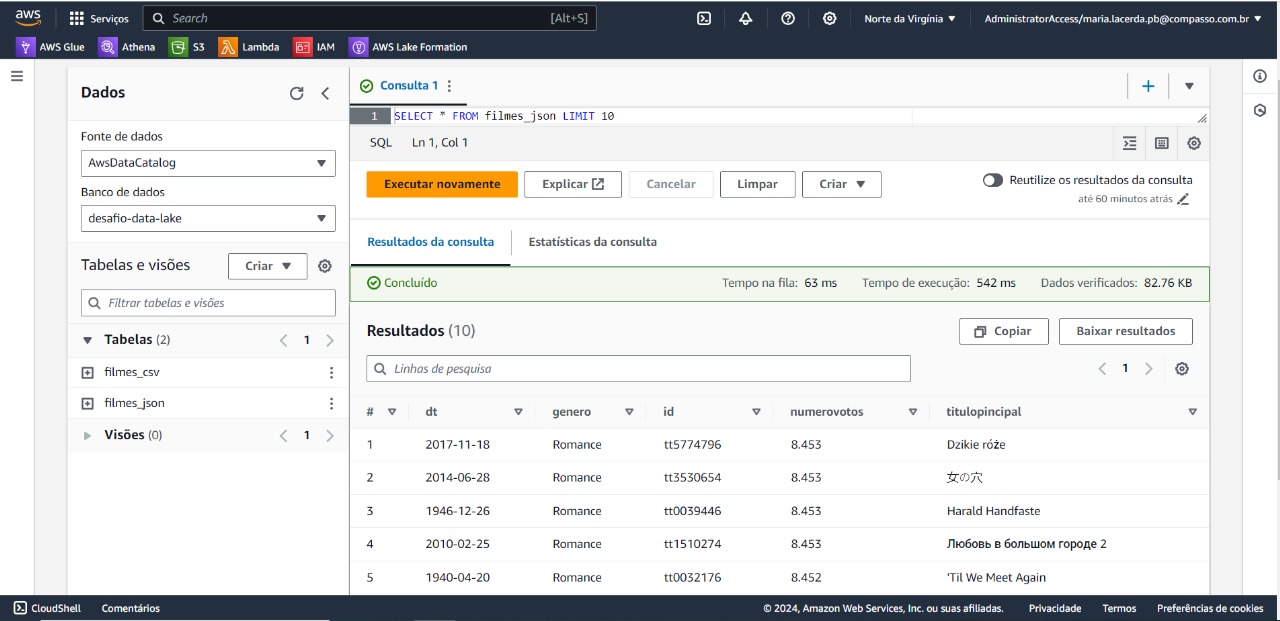 aws Serviços Search [Alt+S] Norte da Virgínia AdministratorAccess/maria.lacerda.pb@compasso.com.br
AWS Glue Athena S3 Lambda IAM AWS Lake Formation
Dados
Fonte de dados
AwsDataCatalog
Banco de dados
desafio-data-lake
Tabelas e visões Criar
Filtrar tabelas e visões
Tabelas (2) 1
filmes_csv
filmes_json
Visões (0) 1
Consulta 1
1 SELECT * FROM filmes_json LIMIT 10
SQL Ln 1, Col 1
Executar novamente Explicar Cancelar Limpar Criar Reutilize os resultados da consulta
até 60 minutos atrás
Resultados da consulta Estatísticas da consulta
Concluído Tempo na fila: 63 ms Tempo de execução: 542 ms Dados verificados: 82.76 KB
Resultados (10) Copiar Baixar resultados
Linhas de pesquisa 1
# dt genero id numerovotos titulopincipal
1 2017-11-18 Romance tt5774796 8.453 Dzikie róże
2 2014-06-28 Romance tt3530654 8.453 女の穴
3 1946-12-26 Romance tt0039446 8.453 Harald Handfaste
4 2010-02-25 Romance tt1510274 8.453 Любовь в большом городе 2
5 1940-04-20 Romance tt0032176 8.452 'Til We Meet Again
CloudShell Comentários © 2024, Amazon Web Services, Inc. ou suas afiliadas. Privacidade Termos Preferências de cookies